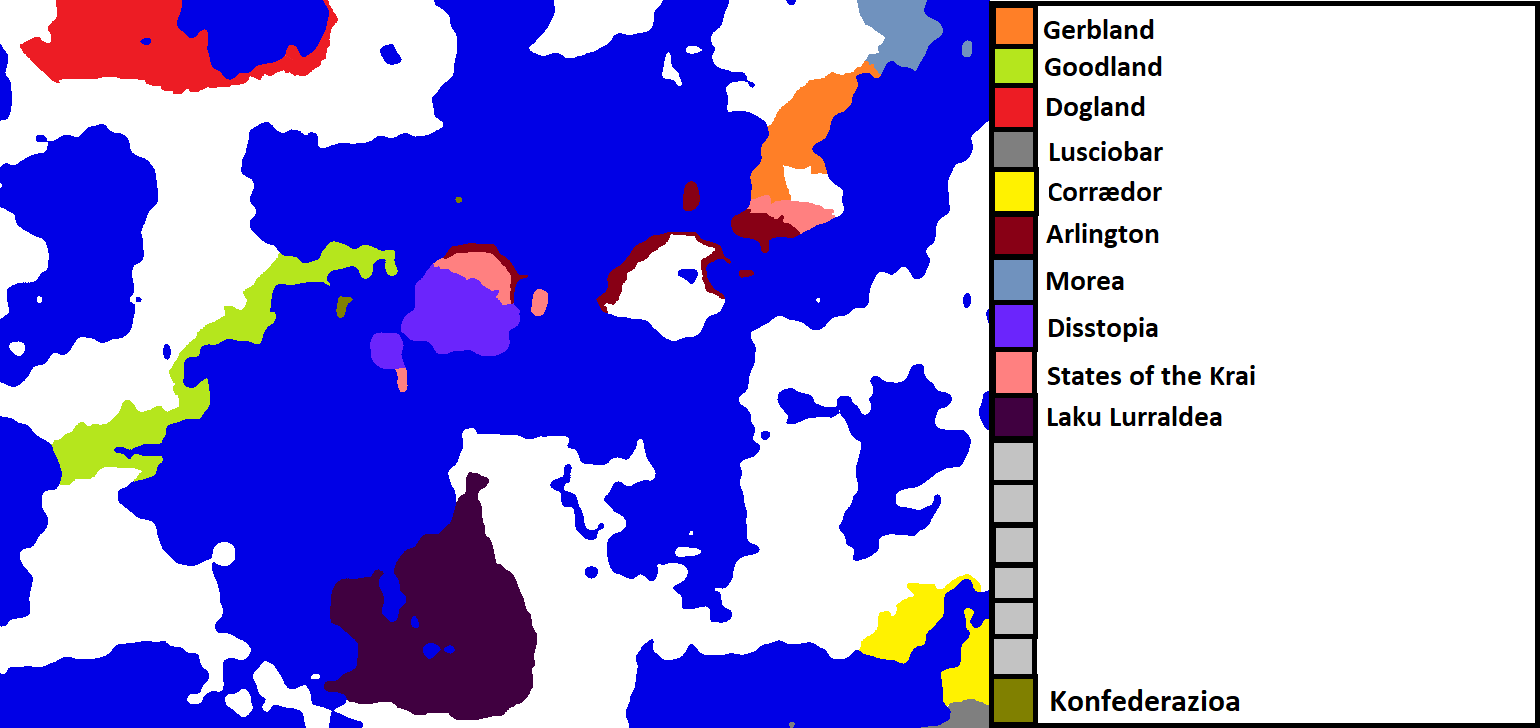 Gerbland
Goodland
Dogland
Lusciobar
Corrædor
Arlington
Morea
Disstopia
States of the Krai
Laku Lurraldea
Konfederazioa